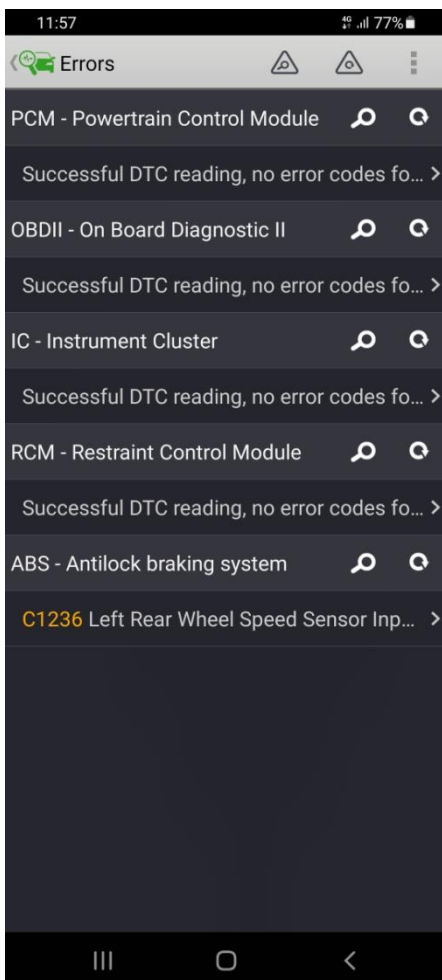 11:57
4G 77%
Errors
PCM - Powertrain Control Module
Successful DTC reading, no error codes fo...
OBDII - On Board Diagnostic II
Successful DTC reading, no error codes fo...
IC - Instrument Cluster
Successful DTC reading, no error codes fo...
RCM - Restraint Control Module
Successful DTC reading, no error codes fo...
ABS - Antilock braking system
C1236 Left Rear Wheel Speed Sensor Inp...